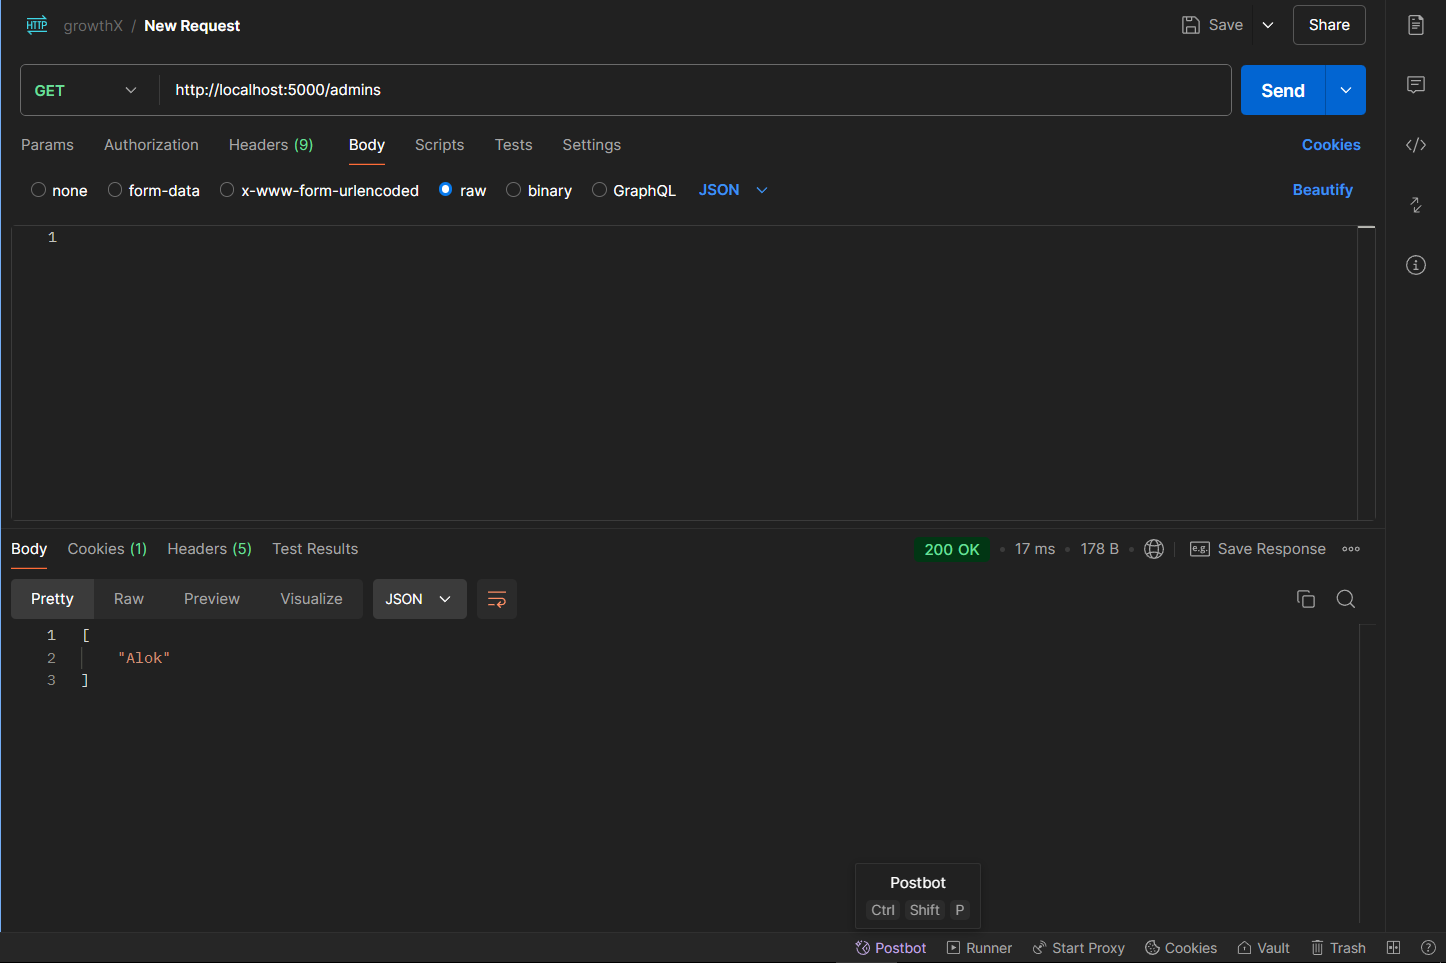 HTTP growthX / New Request Save Share
GET http://localhost:5000/admins Send
Params Authorization Headers (9) Body Scripts Tests Settings Cookies
none form-data x-www-form-urlencoded raw binary GraphQL JSON Beautify
1
Body Cookies (1) Headers (5) Test Results 200 OK • 17 ms • 178 B • e.g. Save Response
Pretty Raw Preview Visualize JSON
1 [
2 "Alok"
3 ]
Postbot
Ctrl Shift P
Postbot Runner Start Proxy Cookies Vault Trash